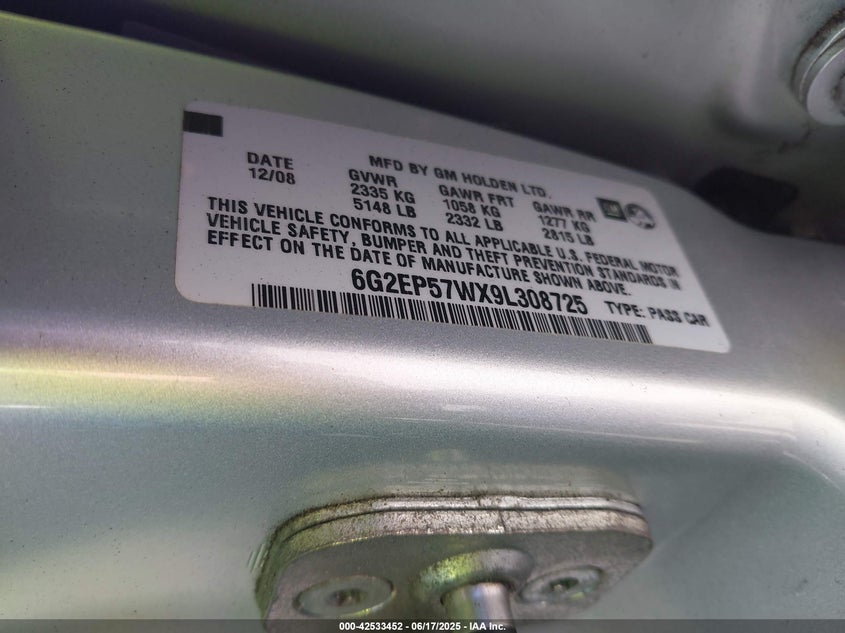 MFD BY GM HOLDEN LTD.
DATE GVWR GAWR FRT GAWR RR
12/08 2335 KG 1058 KG 1277 KG
5148 LB 2332 LB 2815 LB
THIS VEHICLE CONFORMS TO ALL APPLICABLE U.S. FEDERAL MOTOR
VEHICLE SAFETY, BUMPER AND THEFT PREVENTION STANDARDS IN
EFFECT ON THE DATE OF MANUFACTURE SHOWN ABOVE.
6G2EP57WX9L308725 TYPE: PASS CAR
000-42533452 - 06/17/2025 - IAA Inc.